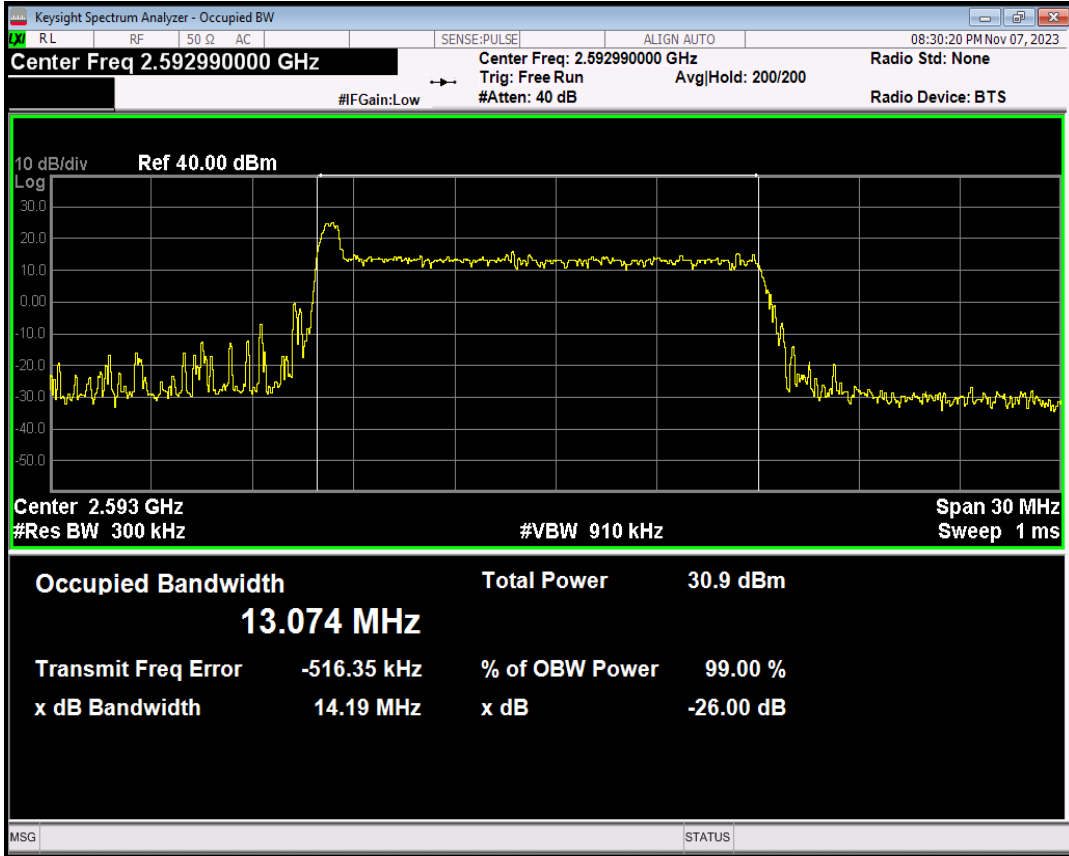 Keysight Spectrum Analyzer - Occupied BW
LXI RL RF 50 Ω AC SENSE:PULSE ALIGN AUTO 08:30:20 PM Nov 07, 2023
Center Freq 2.592990000 GHz Center Freq: 2.592990000 GHz Radio Std: None
Trig: Free Run Avg|Hold: 200/200
#IFGain:Low #Atten: 40 dB Radio Device: BTS
10 dB/div Ref 40.00 dBm
Log
30.0
20.0
10.0
0.00
-10.0
-20.0
-30.0
-40.0
-50.0
Center 2.593 GHz Span 30 MHz
#Res BW 300 kHz #VBW 910 kHz Sweep 1 ms
Occupied Bandwidth Total Power 30.9 dBm
13.074 MHz
Transmit Freq Error -516.35 kHz % of OBW Power 99.00 %
x dB Bandwidth 14.19 MHz x dB -26.00 dB
MSG STATUS